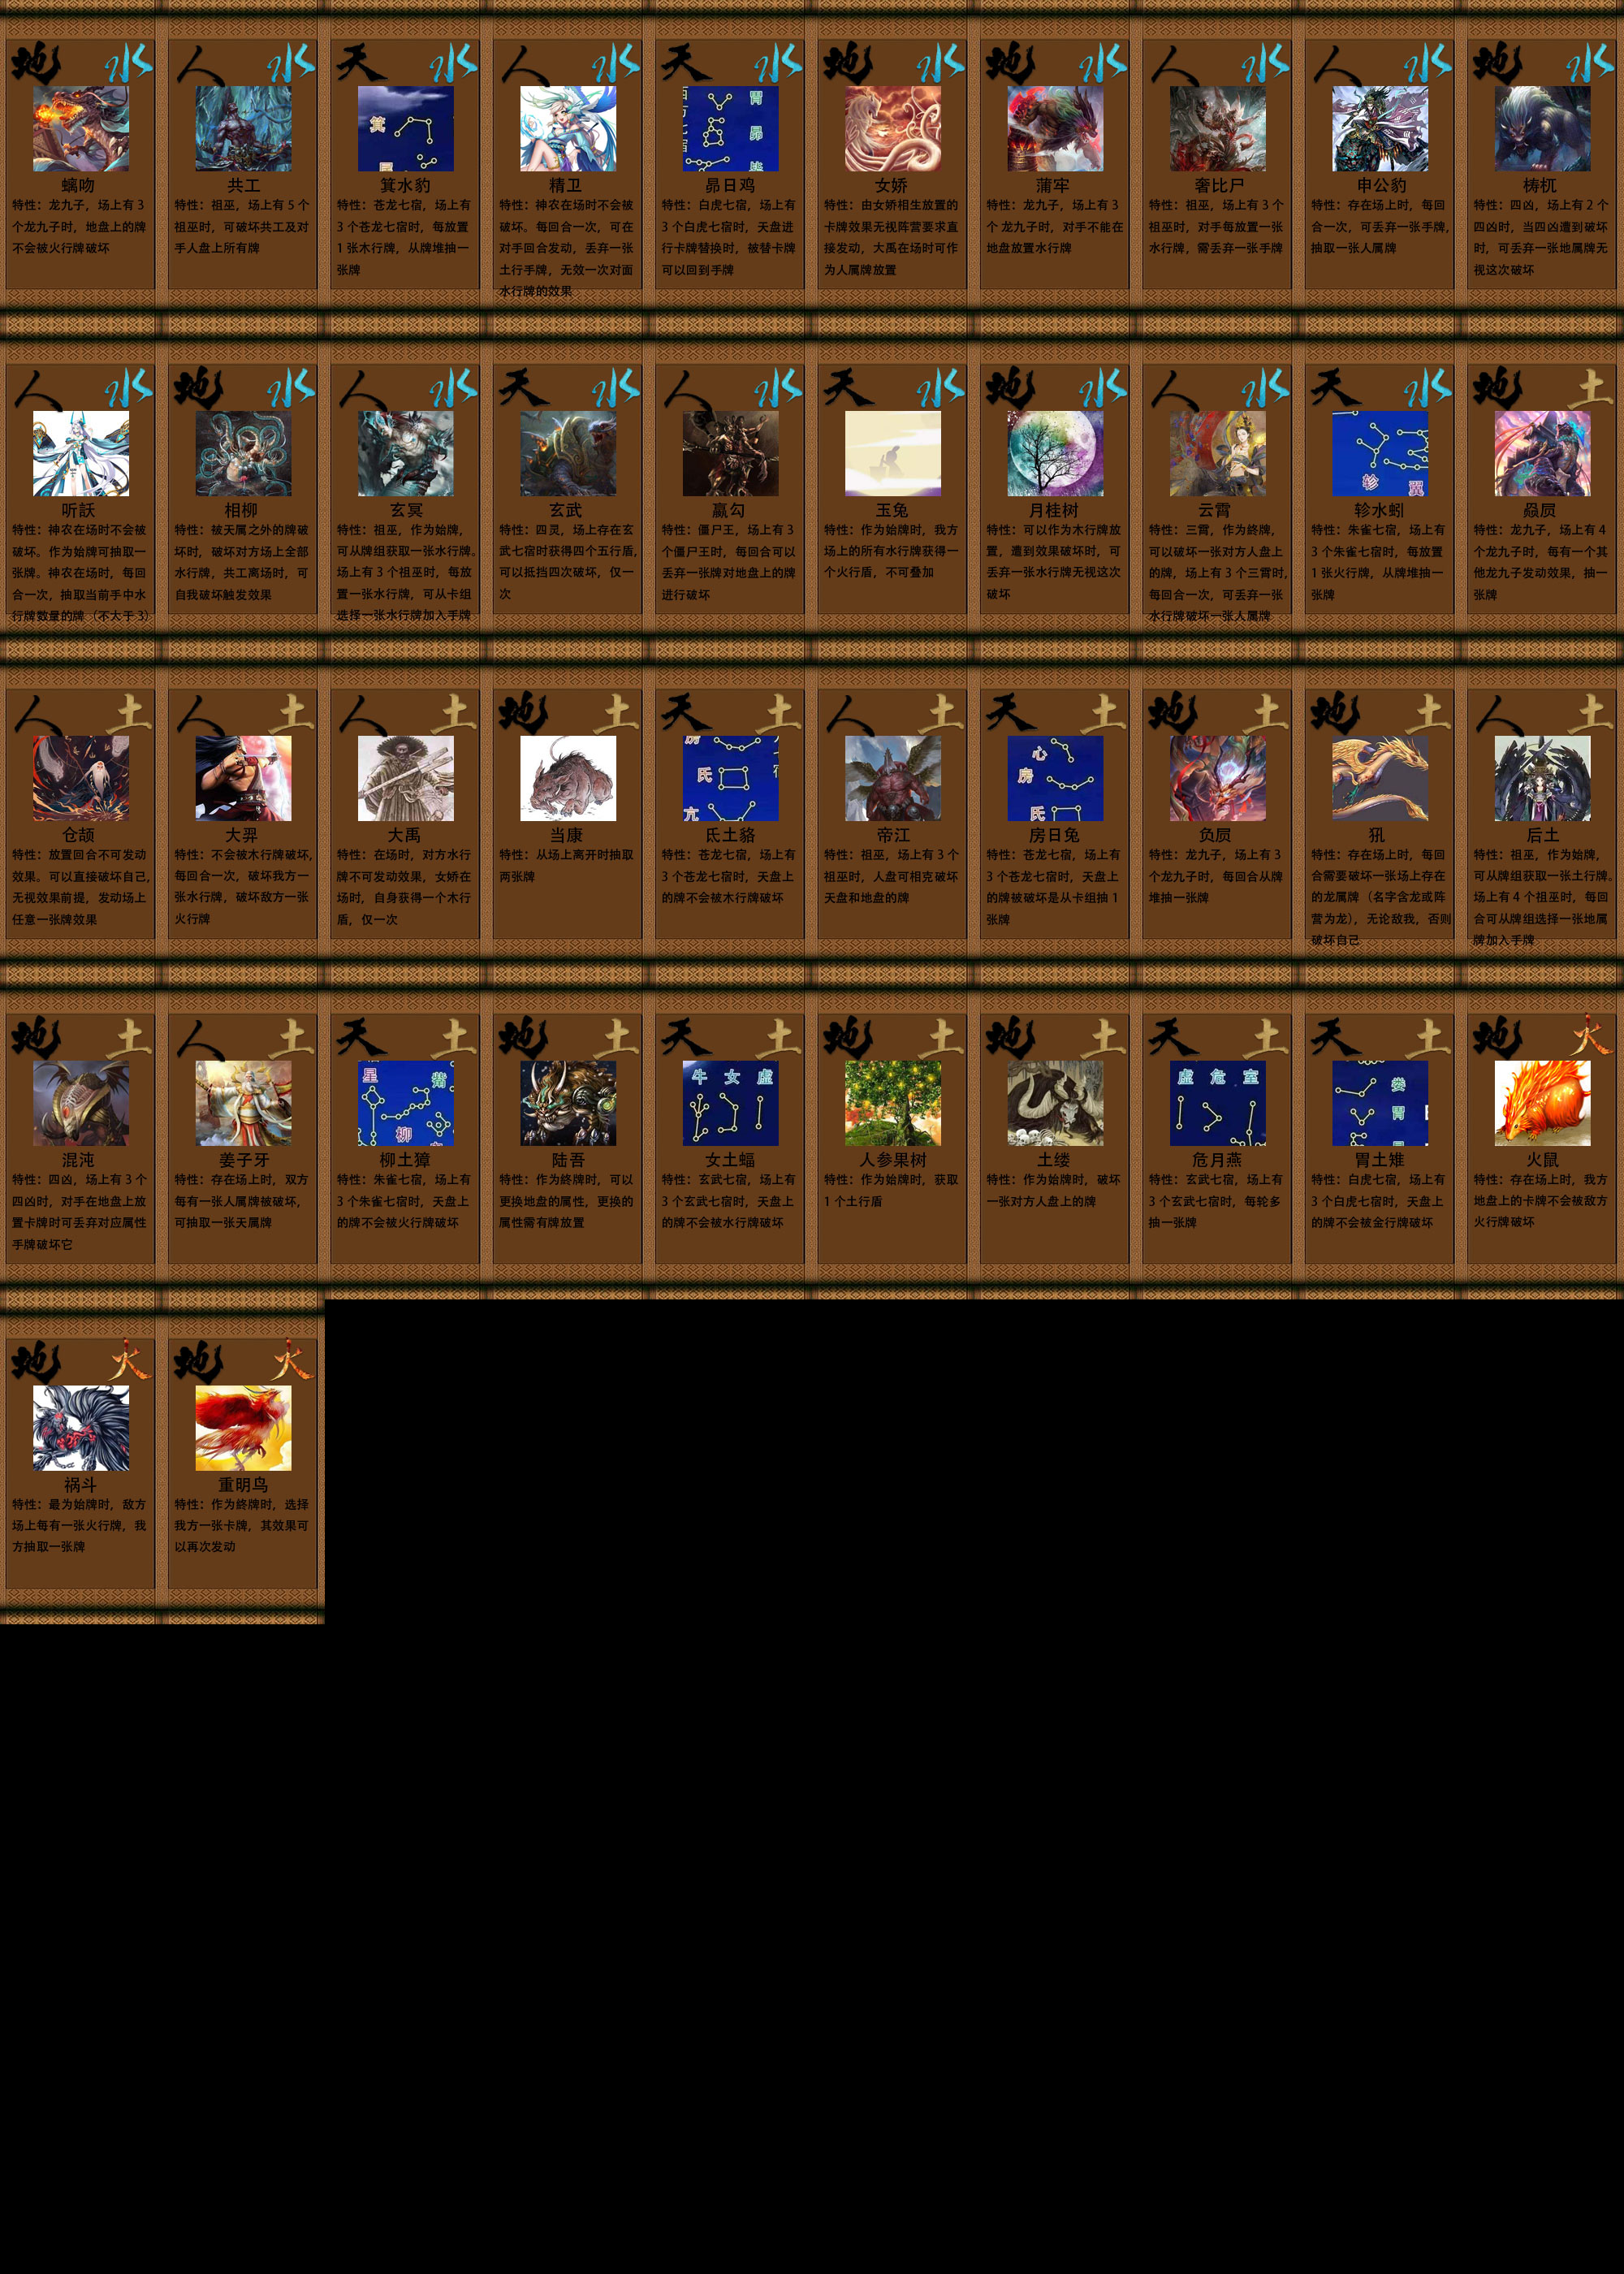 地 水
螭吻
特性：龙九子，场上有 3
个龙九子时，地盘上的牌
不会被火行牌破坏
人 水
共工
特性：祖巫，场上有 5 个
祖巫时，可破坏共工及对
手人盘上所有牌
天 水
箕
箕水豹
特性：苍龙七宿，场上有
3 个苍龙七宿时，每放置
1 张水行牌，从牌堆抽一
张牌
人 水
精卫
特性：神农在场时不会被
破坏。每回合一次，可在
对手回合发动，丢弃一张
土行手牌，无效一次对面
水行牌的效果
天 水
胃
昴
昴日鸡
特性：白虎七宿，场上有
3 个白虎七宿时，天盘进
行卡牌替换时，被替卡牌
可以回到手牌
地 水
女娇
特性：由女娇相生放置的
卡牌效果无视阵营要求直
接发动，大禹在场时可作
为人属牌放置
地 水
蒲牢
特性：龙九子，场上有 3
个 龙九子时，对手不能在
地盘放置水行牌
人 水
奢比尸
特性：祖巫，场上有 3 个
祖巫时，对手每放置一张
水行牌，需丢弃一张手牌
人 水
申公豹
特性：存在场上时，每回
合一次，可丢弃一张手牌，
抽取一张人属牌
地 水
梼杌
特性：四凶，场上有 2 个
四凶时，当四凶遭到破坏
时，可丢弃一张地属牌无
视这次破坏
人 水
听訞
特性：神农在场时不会被
破坏。作为始牌可抽取一
张牌。神农在场时，每回
合一次，抽取当前手中水
行牌数量的牌（不大于 3）
地 水
相柳
特性：被天属之外的牌破
坏时，破坏对方场上全部
水行牌，共工离场时，可
自我破坏触发效果
人 水
玄冥
特性：祖巫，作为始牌，
可从牌组获取一张水行牌。
场上有 3 个祖巫时，每放
置一张水行牌，可从卡组
选择一张水行牌加入手牌
天 水
玄武
特性：四灵，场上存在玄
武七宿时获得四个五行盾，
可以抵挡四次破坏，仅一
次
人 水
赢勾
特性：僵尸王，场上有 3
个僵尸王时，每回合可以
丢弃一张牌对地盘上的牌
进行破坏
天 水
玉兔
特性：作为始牌时，我方
场上的所有水行牌获得一
个火行盾，不可叠加
地 水
月桂树
特性：可以作为木行牌放
置，遭到效果破坏时，可
丢弃一张水行牌无视这次
破坏
人 水
云霄
特性：三霄，作为终牌，
可以破坏一张对方人盘上
的牌，场上有 3 个三霄时，
每回合一次，可丢弃一张
水行牌破坏一张人属牌
天 水
轸 翼
轸水蚓
特性：朱雀七宿，场上有
3 个朱雀七宿时，每放置
1 张火行牌，从牌堆抽一
张牌
地 土
赑屃
特性：龙九子，场上有 4
个龙九子时，每有一个其
他龙九子发动效果，抽一
张牌
人 土
仓颉
特性：放置回合不可发动
效果。可以直接破坏自己，
无视效果前提，发动场上
任意一张牌效果
人 土
大羿
特性：不会被木行牌破坏，
每回合一次，破坏我方一
张水行牌，破坏敌方一张
火行牌
人 土
大禹
特性：在场时，对方水行
牌不可发动效果，女娇在
场时，自身获得一个木行
盾，仅一次
地 土
当康
特性：从场上离开时抽取
两张牌
天 土
房
氐
亢
氐土貉
特性：苍龙七宿，场上有
3 个苍龙七宿时，天盘上
的牌不会被木行牌破坏
人 土
帝江
特性：祖巫，场上有 3 个
祖巫时，人盘可相克破坏
天盘和地盘的牌
天 土
心
房
氐
房日兔
特性：苍龙七宿，场上有
3 个苍龙七宿时，天盘上
的牌被破坏是从卡组抽 1
张牌
地 土
负屃
特性：龙九子，场上有 3
个龙九子时，每回合从牌
堆抽一张牌
地 土
犼
特性：存在场上时，每回
合需要破坏一张场上存在
的龙属牌（名字含龙或阵
营为龙），无论敌我，否则
破坏自己
人 土
后土
特性：祖巫，作为始牌，
可从牌组获取一张土行牌。
场上有 4 个祖巫时，每回
合可从牌组选择一张地属
牌加入手牌
地 土
混沌
特性：四凶，场上有 3 个
四凶时，对手在地盘上放
置卡牌时可丢弃对应属性
手牌破坏它
人 土
姜子牙
特性：存在场上时，双方
每有一张人属牌被破坏，
可抽取一张天属牌
天 土
星 觜
柳
柳土獐
特性：朱雀七宿，场上有
3 个朱雀七宿时，天盘上
的牌不会被火行牌破坏
地 土
陆吾
特性：作为终牌时，可以
更换地盘的属性，更换的
属性需有牌放置
天 土
牛 女 虚
女土蝠
特性：玄武七宿，场上有
3 个玄武七宿时，天盘上
的牌不会被水行牌破坏
地 土
人参果树
特性：作为始牌时，获取
1 个土行盾
地 土
土缕
特性：作为始牌时，破坏
一张对方人盘上的牌
天 土
虚 危 室
危月燕
特性：玄武七宿，场上有
3 个玄武七宿时，每轮多
抽一张牌
天 土
娄
胃
胃土雉
特性：白虎七宿，场上有
3 个白虎七宿时，天盘上
的牌不会被金行牌破坏
地 火
火鼠
特性：存在场上时，我方
地盘上的卡牌不会被敌方
火行牌破坏
地 火
祸斗
特性：最为始牌时，敌方
场上每有一张火行牌，我
方抽取一张牌
地 火
重明鸟
特性：作为终牌时，选择
我方一张卡牌，其效果可
以再次发动